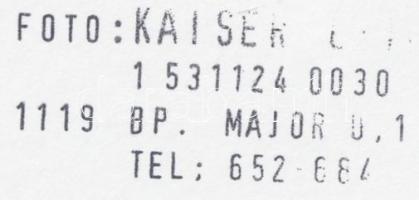 FOTO: KAISER
1 531124 0030
1119 BP. MAJOR U,1
TEL: 652-684